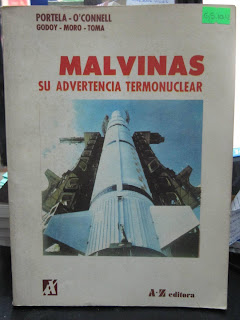 PORTELA - O'CONNELL
GODOY - MORO - TOMA
MALVINAS
SU ADVERTENCIA TERMONUCLEAR
A-Z editora